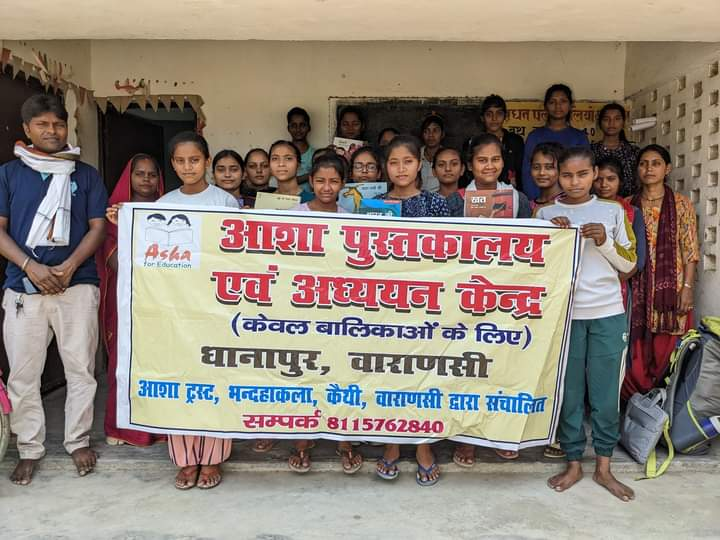 Asha
for Education
आशा पुस्तकालय
एवं अध्ययन केन्द्र
(केवल बालिकाओं के लिए)
धानापुर, वाराणसी
आशा ट्रस्ट, भन्दहाकला, कैथी, वाराणसी द्वारा संचालित
सम्पर्क 8115762840
खत